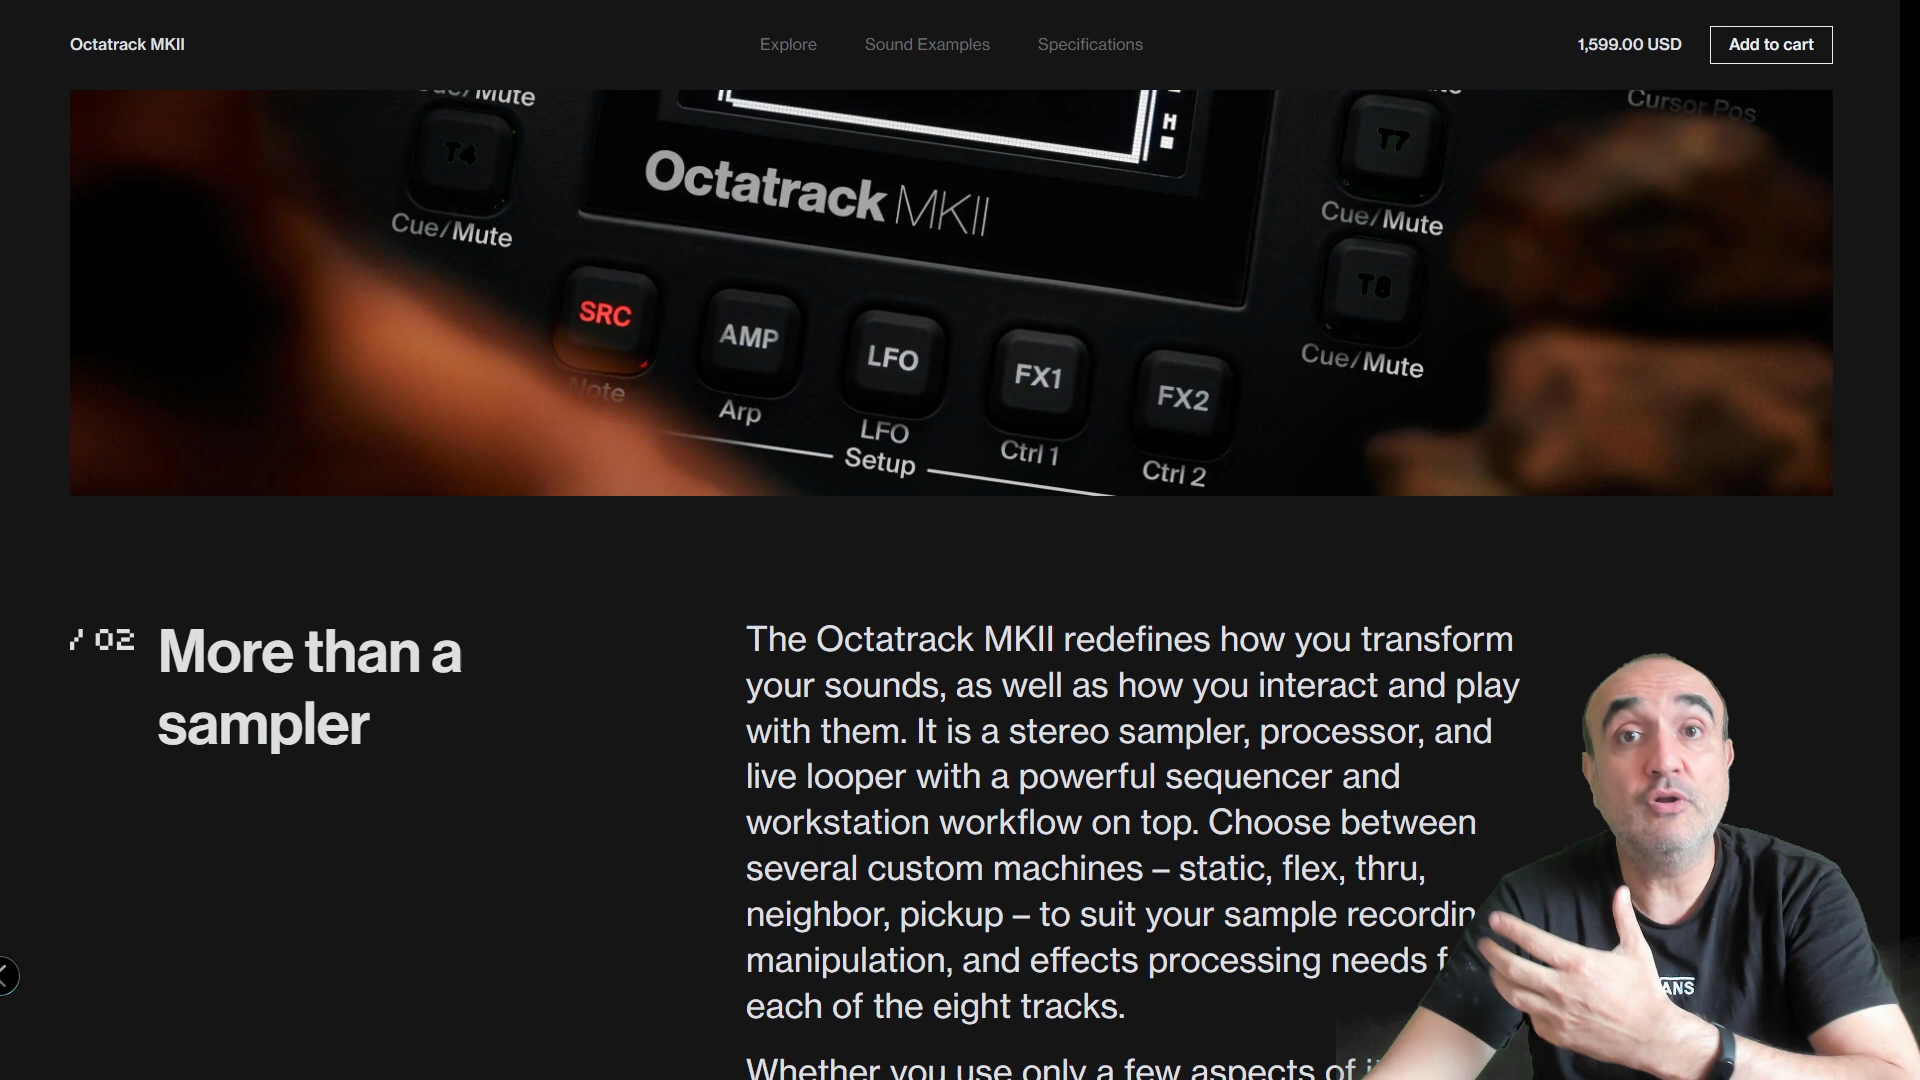 Octatrack MKII
Explore
Sound Examples
Specifications
1,599.00 USD
Add to cart
Cue/Mute
Cursor Pos
T4
T7
H
Octatrack MKII
Cue/Mute
Cue/Mute
SRC
AMP
LFO
FX1
FX2
T8
Cue/Mute
Note
Arp
LFO
Setup
Ctrl 1
Ctrl 2
/ 02
More than a
sampler
The Octatrack MKII redefines how you transform
your sounds, as well as how you interact and play
with them. It is a stereo sampler, processor, and
live looper with a powerful sequencer and
workstation workflow on top. Choose between
several custom machines – static, flex, thru,
neighbor, pickup – to suit your sample recordin
manipulation, and effects processing needs f
each of the eight tracks.
Whether you use only a few aspects of
ANS